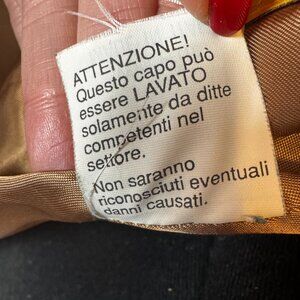 ATTENZIONE!
Questo capo può
essere LAVATO
solamente da ditte
competenti nel
settore.
Non saranno
riconosciuti eventuali
danni causati.